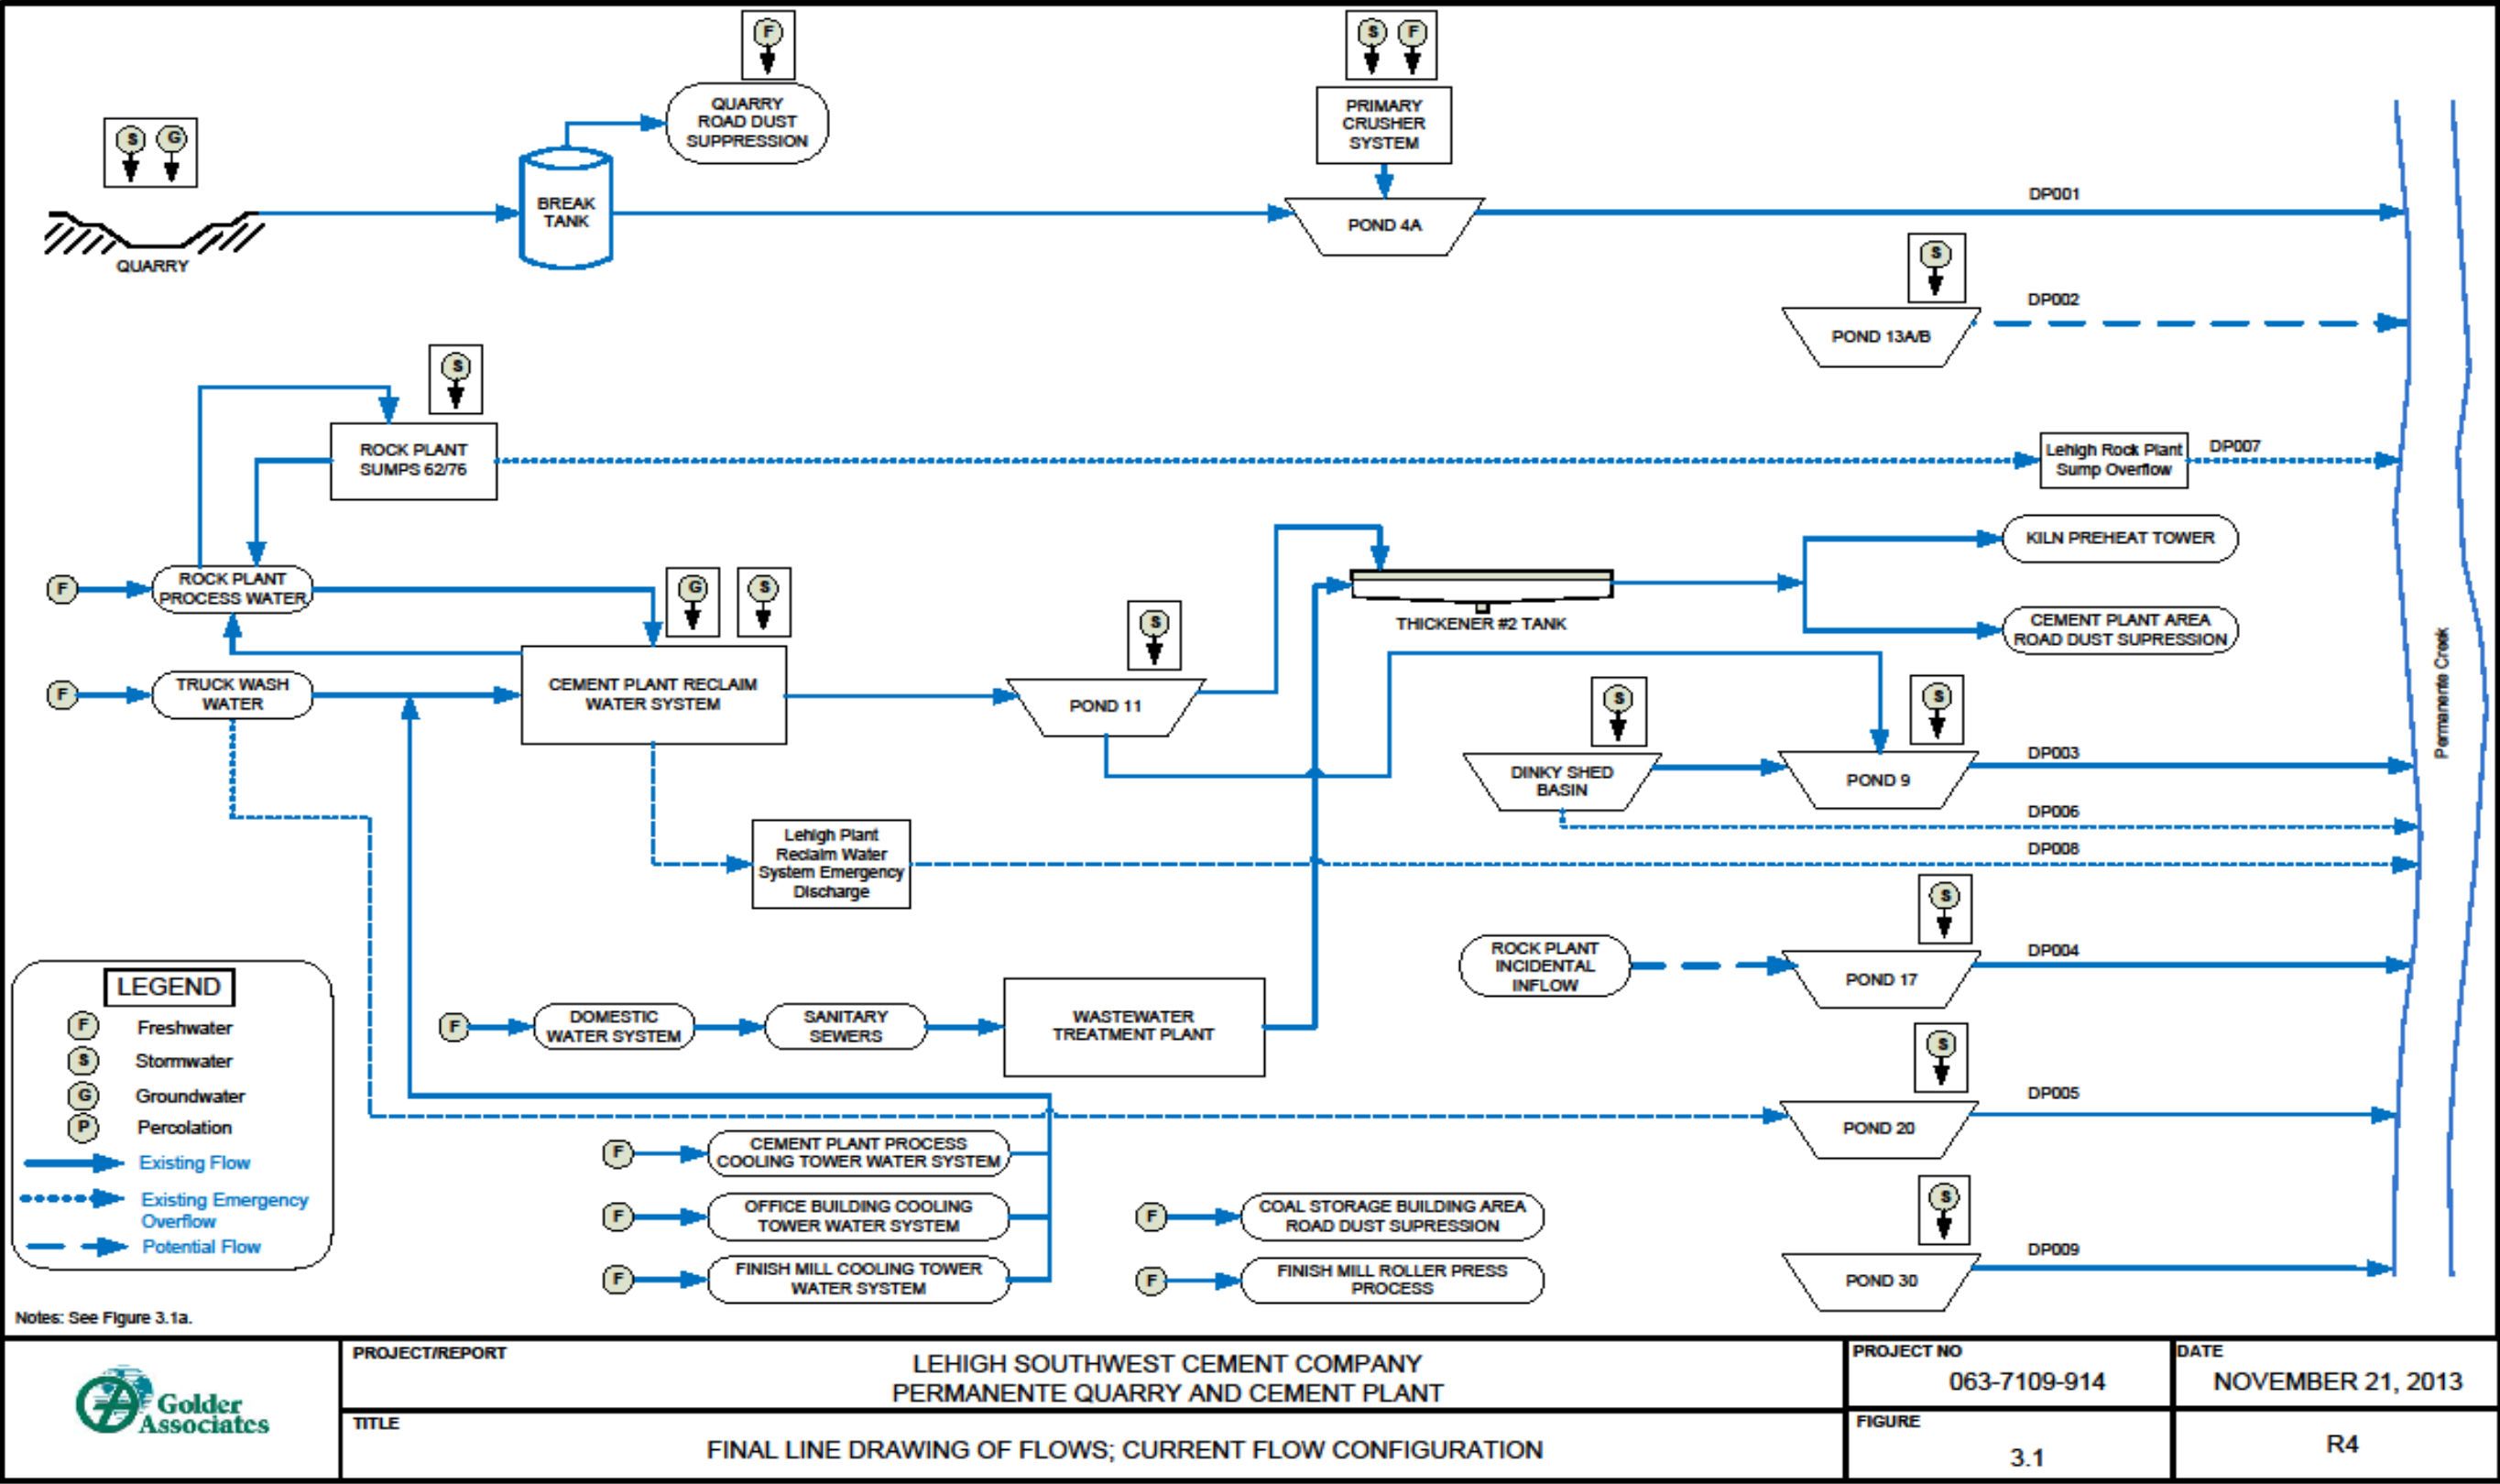 F
S F
QUARRY
ROAD DUST
SUPPRESSION
PRIMARY
CRUSHER
SYSTEM
S G
BREAK
TANK
POND 4A
DP001
QUARRY
S
DP002
POND 13A/B
S
ROCK PLANT
SUMPS 62/76
Lehigh Rock Plant
Sump Overflow
DP007
KILN PREHEAT TOWER
F
ROCK PLANT
PROCESS WATER
G
S
S
THICKENER #2 TANK
CEMENT PLANT AREA
ROAD DUST SUPRESSION
Permanente Creek
F
TRUCK WASH
WATER
CEMENT PLANT RECLAIM
WATER SYSTEM
POND 11
S
S
DINKY SHED
BASIN
POND 9
DP003
DP006
DP008
Lehigh Plant
Reclaim Water
System Emergency
Discharge
S
ROCK PLANT
INCIDENTAL
INFLOW
POND 17
DP004
F
DOMESTIC
WATER SYSTEM
SANITARY
SEWERS
WASTEWATER
TREATMENT PLANT
S
POND 20
DP005
F
CEMENT PLANT PROCESS
COOLING TOWER WATER SYSTEM
F
OFFICE BUILDING COOLING
TOWER WATER SYSTEM
F
COAL STORAGE BUILDING AREA
ROAD DUST SUPRESSION
F
FINISH MILL COOLING TOWER
WATER SYSTEM
F
FINISH MILL ROLLER PRESS
PROCESS
S
POND 30
DP009
LEGEND
F Freshwater
S Stormwater
G Groundwater
P Percolation
Existing Flow
Existing Emergency
Overflow
Potential Flow
Notes: See Figure 3.1a.
Golder
Associates
PROJECT/REPORT
LEHIGH SOUTHWEST CEMENT COMPANY
PERMANENTE QUARRY AND CEMENT PLANT
PROJECT NO
063-7109-914
DATE
NOVEMBER 21, 2013
TITLE
FINAL LINE DRAWING OF FLOWS; CURRENT FLOW CONFIGURATION
FIGURE
3.1
R4